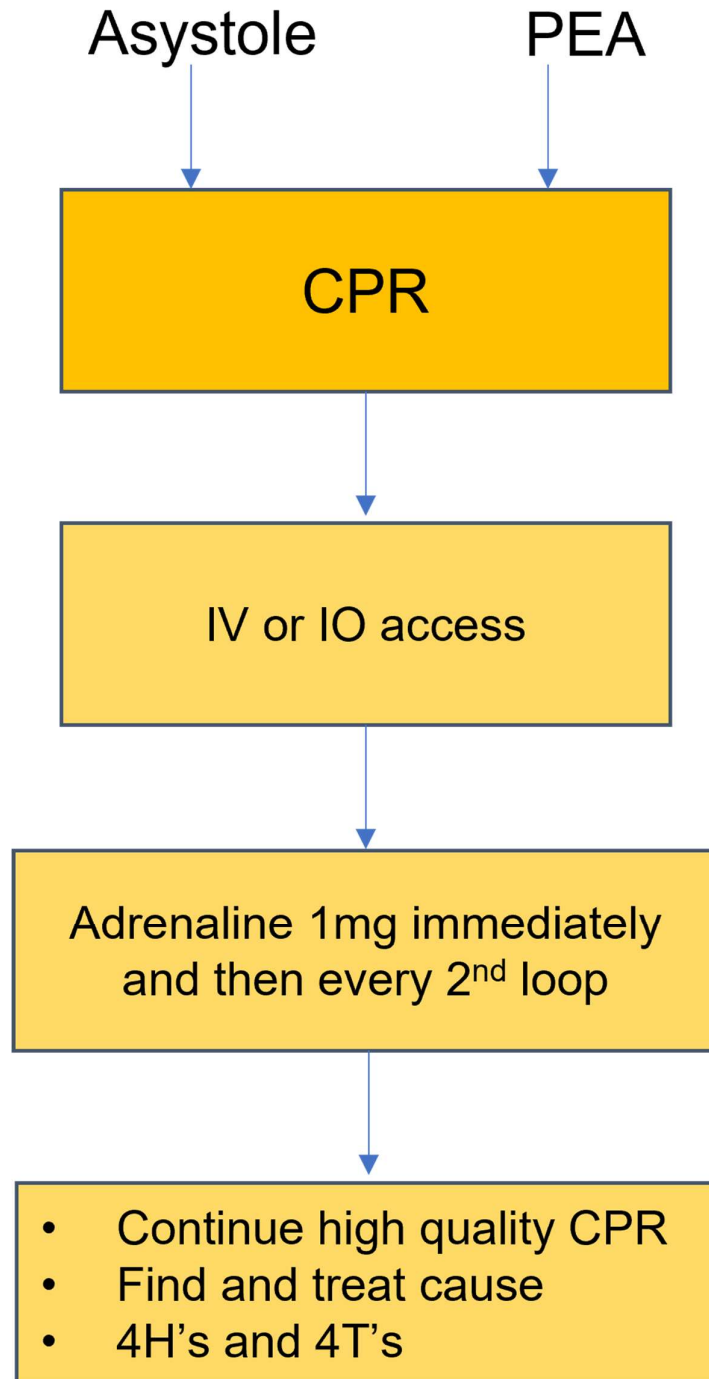 Asystole PEA
CPR
IV or IO access
Adrenaline 1mg immediately
and then every 2nd loop
• Continue high quality CPR
• Find and treat cause
• 4H's and 4T's